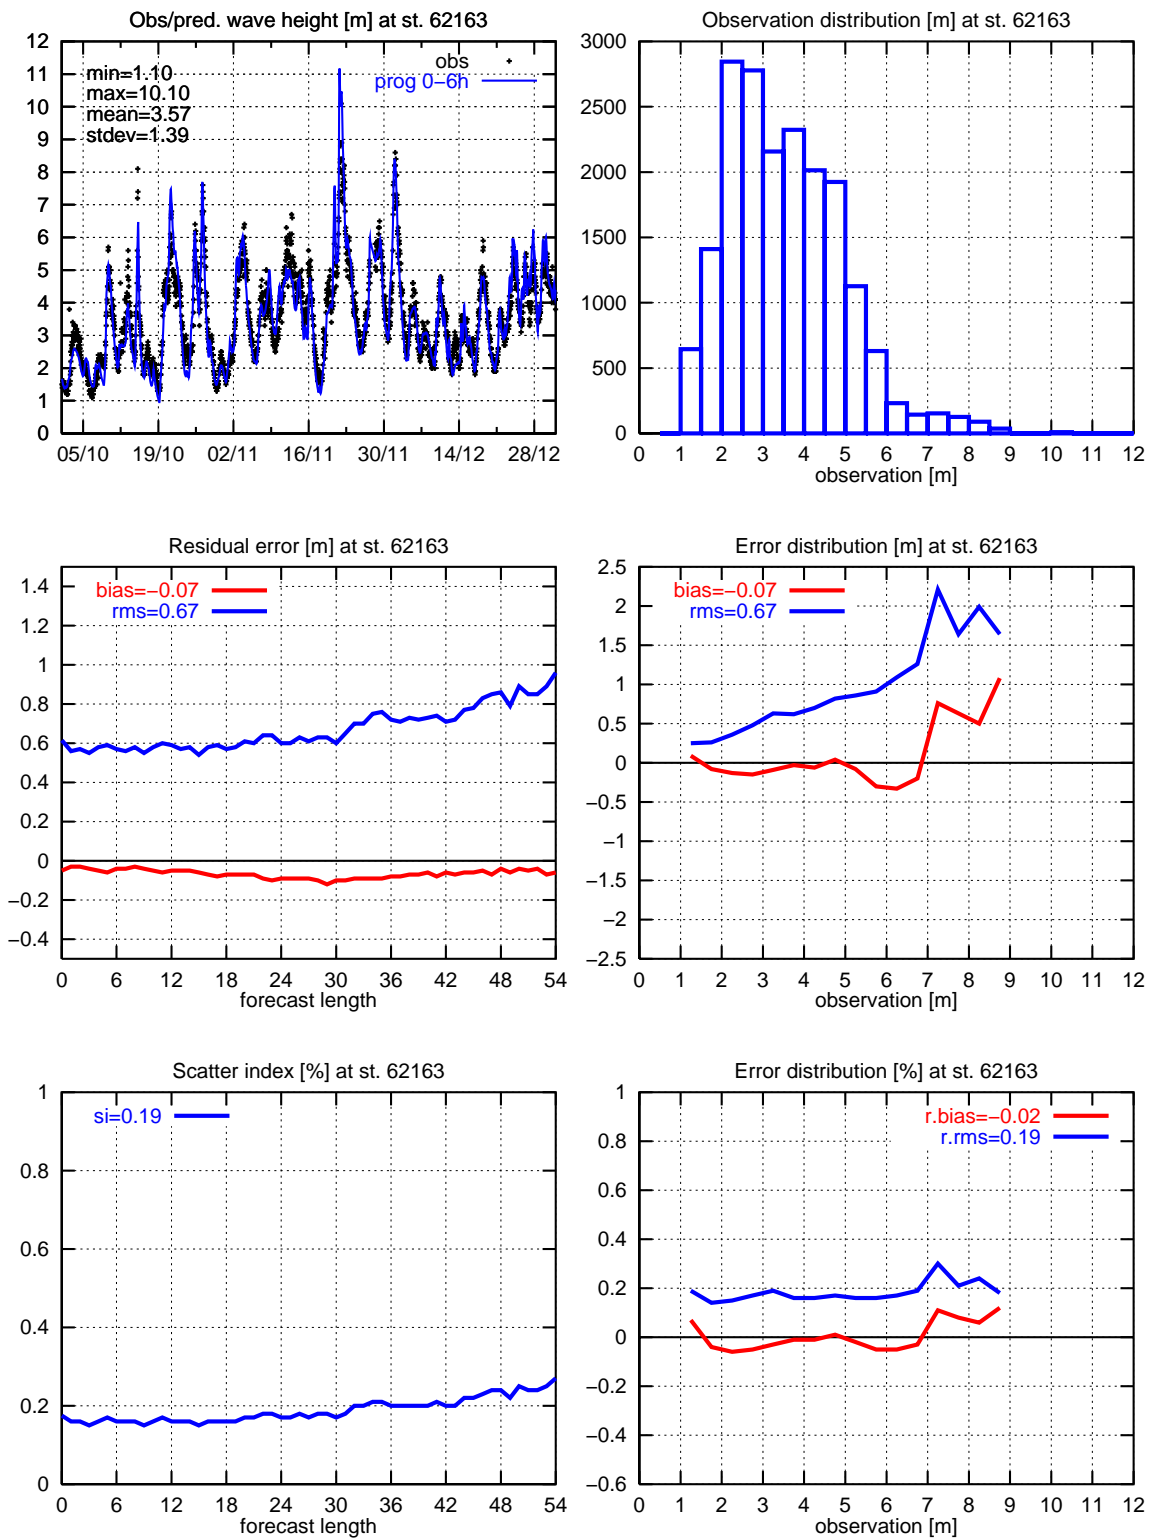 Obs/pred. wave height [m] at st. 62163
12
11
10
9
8
7
6
5
4
3
2
1
0
min=1.10
max=10.10
mean=3.57
stdev=1.39
obs
prog 0−6h
05/10 19/10 02/11 16/11 30/11 14/12 28/12
Observation distribution [m] at st. 62163
3000
2500
2000
1500
1000
500
0
0 1 2 3 4 5 6 7 8 9 10 11 12
observation [m]
Residual error [m] at st. 62163
bias=−0.07
rms=0.67
1.4
1.2
1
0.8
0.6
0.4
0.2
0
−0.2
−0.4
0 6 12 18 24 30 36 42 48 54
forecast length
Error distribution [m] at st. 62163
bias=−0.07
rms=0.67
2.5
2
1.5
1
0.5
0
−0.5
−1
−1.5
−2
−2.5
0 1 2 3 4 5 6 7 8 9 10 11 12
observation [m]
Scatter index [%] at st. 62163
si=0.19
1
0.8
0.6
0.4
0.2
0
0 6 12 18 24 30 36 42 48 54
forecast length
Error distribution [%] at st. 62163
r.bias=−0.02
r.rms=0.19
1
0.8
0.6
0.4
0.2
0
−0.2
−0.4
−0.6
0 1 2 3 4 5 6 7 8 9 10 11 12
observation [m]